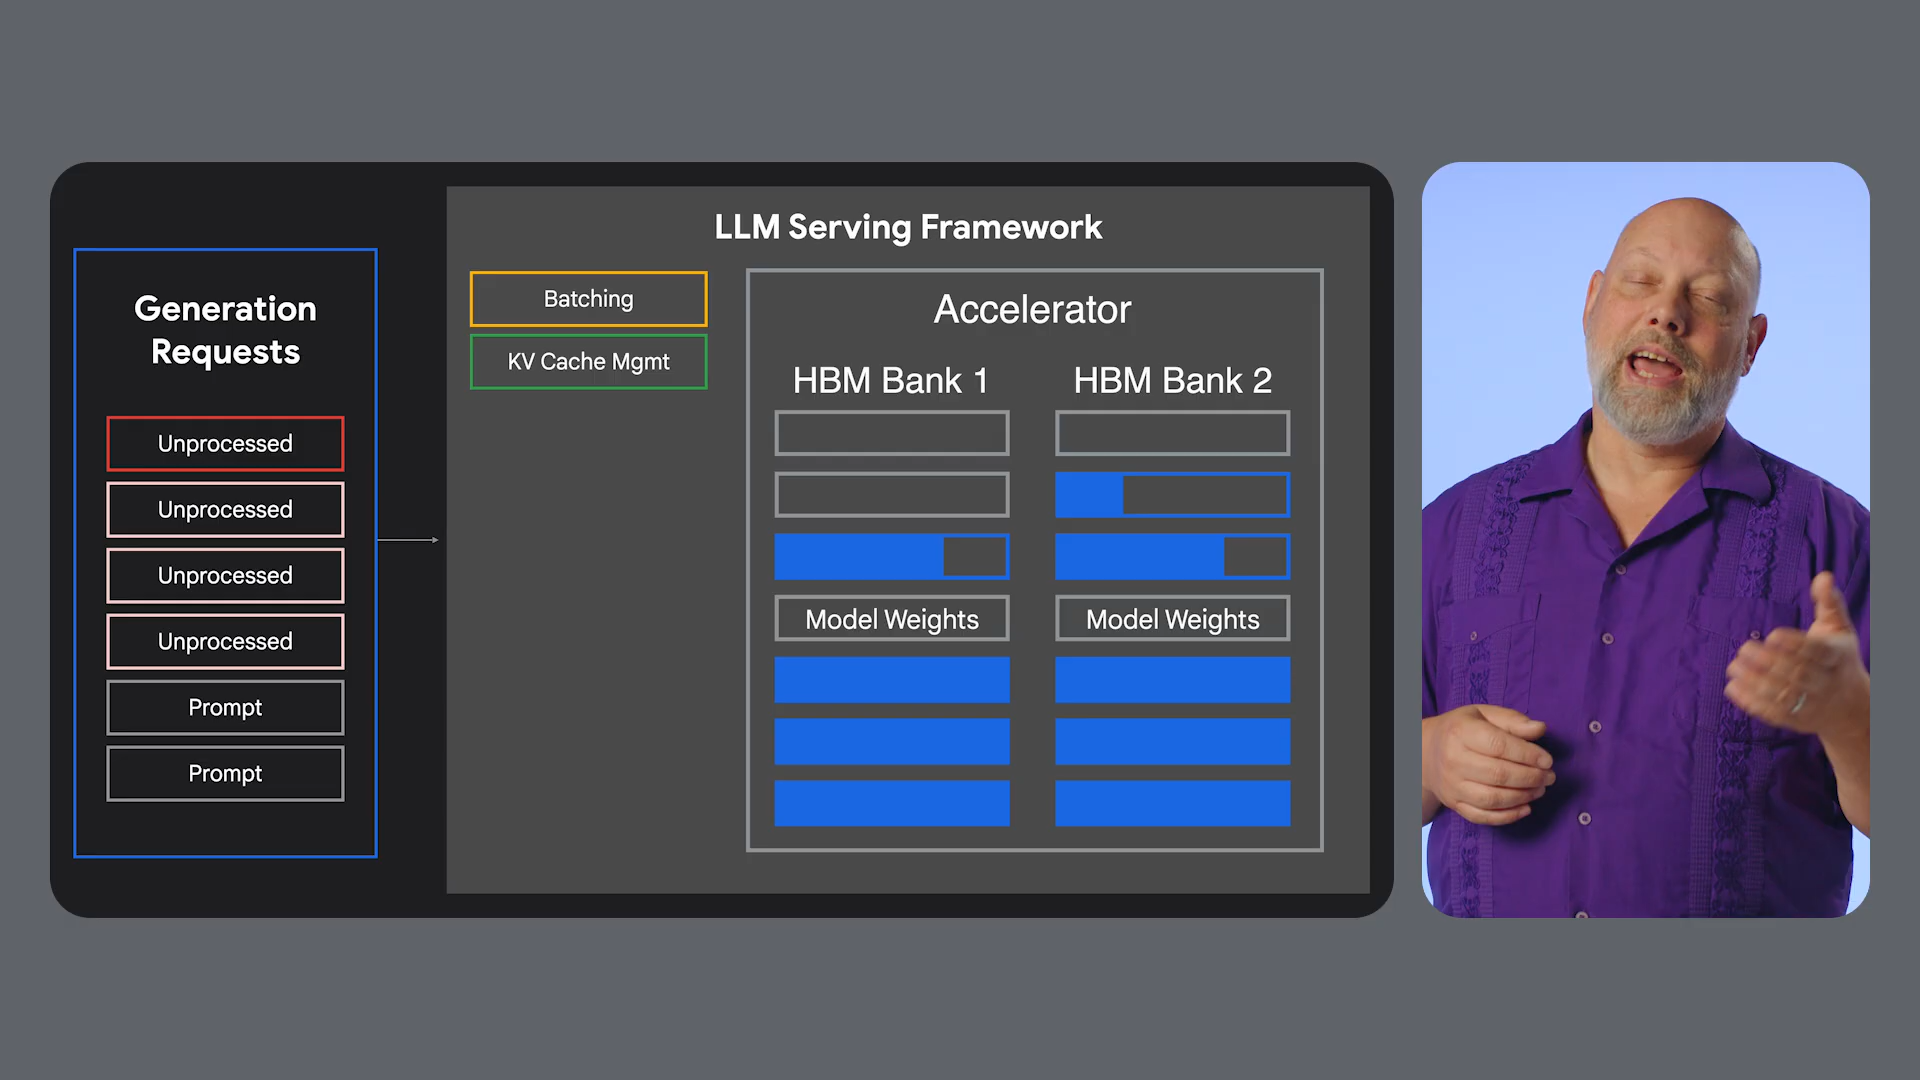 Generation
Requests
Unprocessed
Unprocessed
Unprocessed
Unprocessed
Prompt
Prompt
LLM Serving Framework
Batching
KV Cache Mgmt
Accelerator
HBM Bank 1
HBM Bank 2
Model Weights
Model Weights